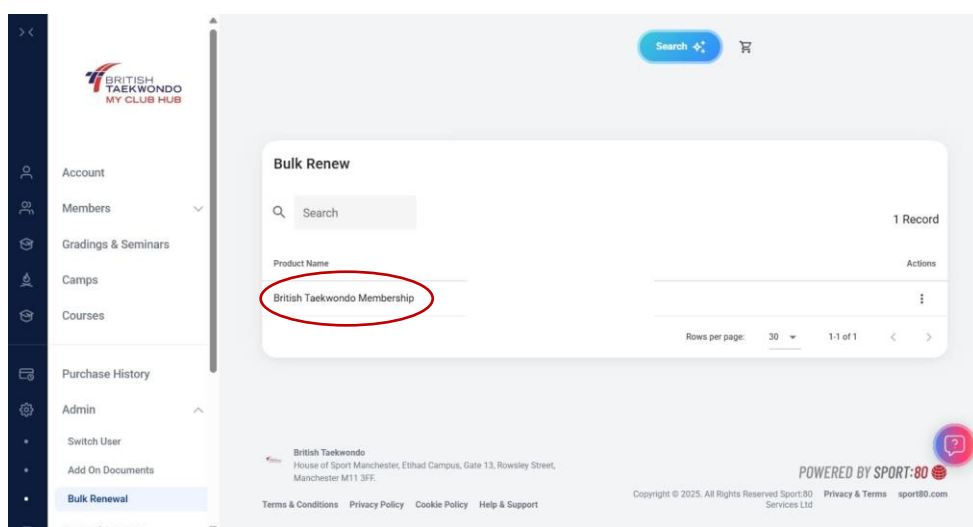 > <
BRITISH
TAEKWONDO
MY CLUB HUB
Search
Account
Members
Gradings & Seminars
Camps
Courses
Purchase History
Admin
Switch User
Add On Documents
Bulk Renewal
Bulk Renew
Search
1 Record
Product Name Actions
British Taekwondo Membership
Rows per page: 30 1-1 of 1 < >
British Taekwondo
House of Sport Manchester, Etihad Campus, Gate 13, Rowsley Street,
Manchester M11 3FF.
Terms & Conditions Privacy Policy Cookie Policy Help & Support
?
POWERED BY SPORT:80
Copyright © 2025. All Rights Reserved Sport:80 Privacy & Terms sport80.com
Services Ltd